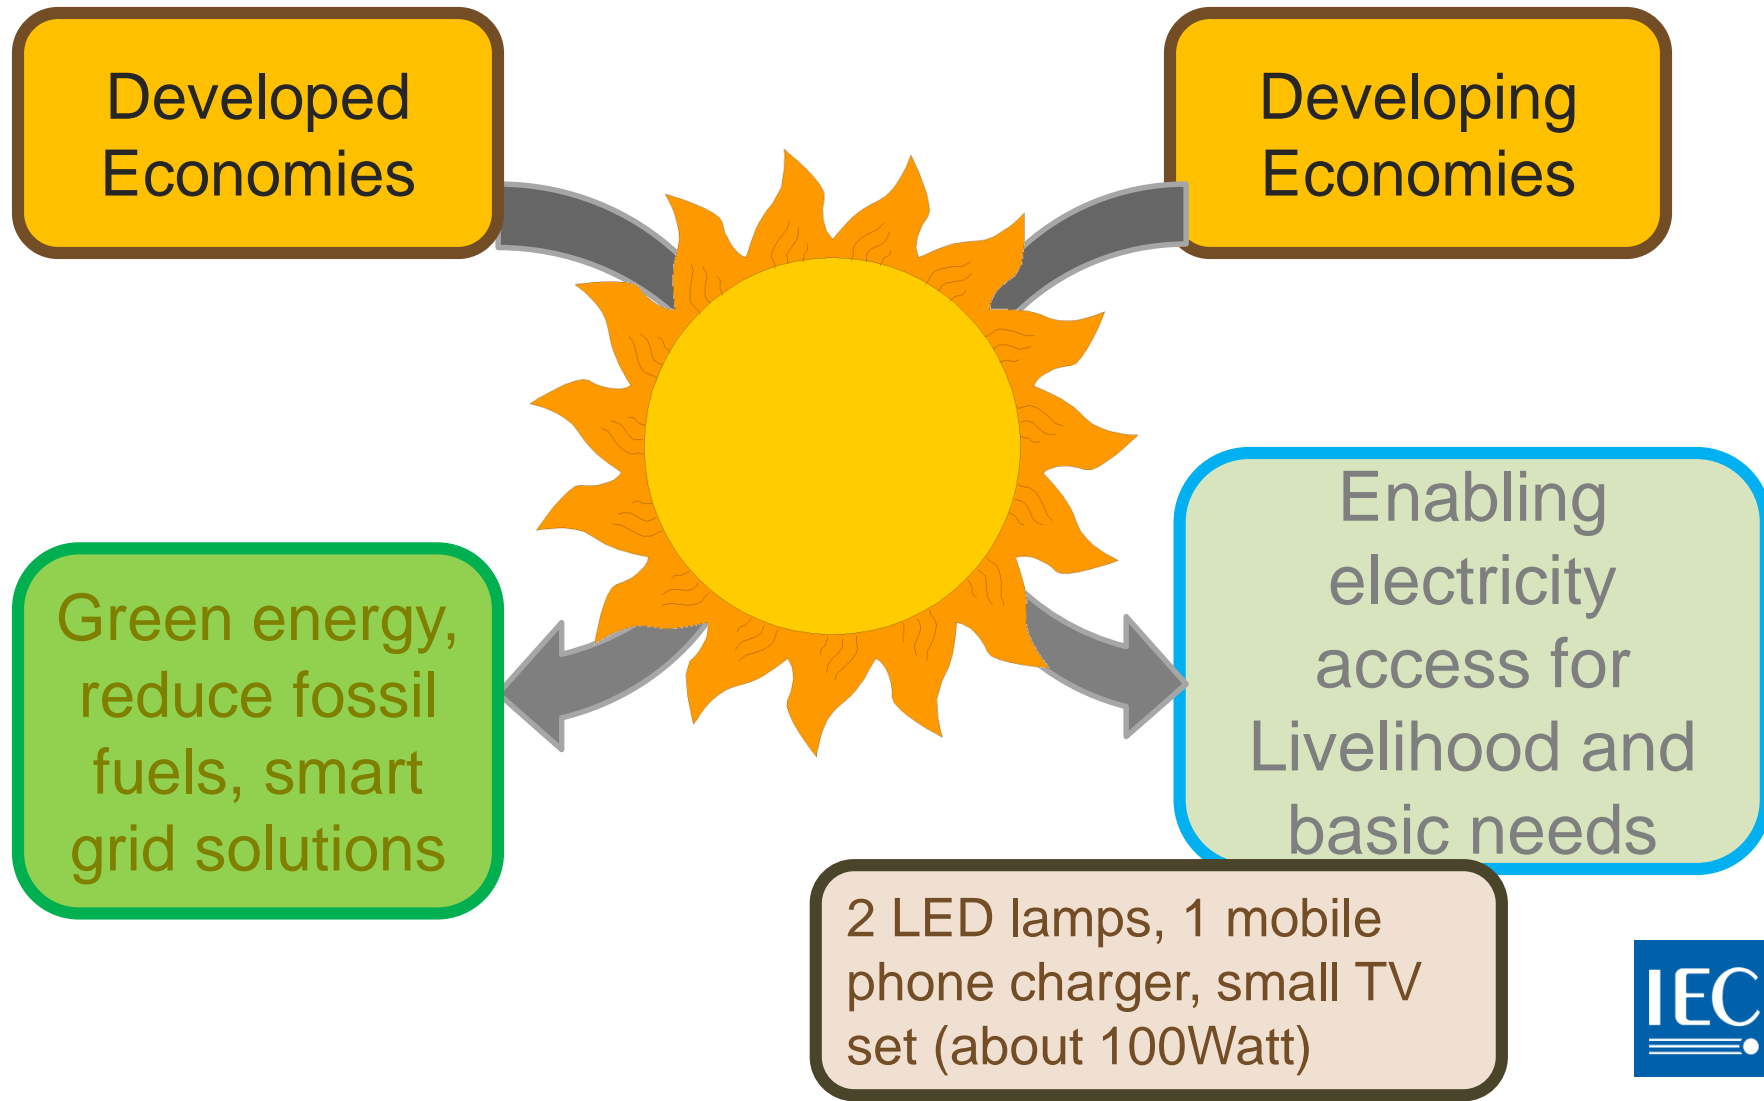 Developed
Economies
Developing
Economies
Green energy,
reduce fossil
fuels, smart
grid solutions
Enabling
electricity
access for
Livelihood and
basic needs
2 LED lamps, 1 mobile
phone charger, small TV
set (about 100Watt)
IEC